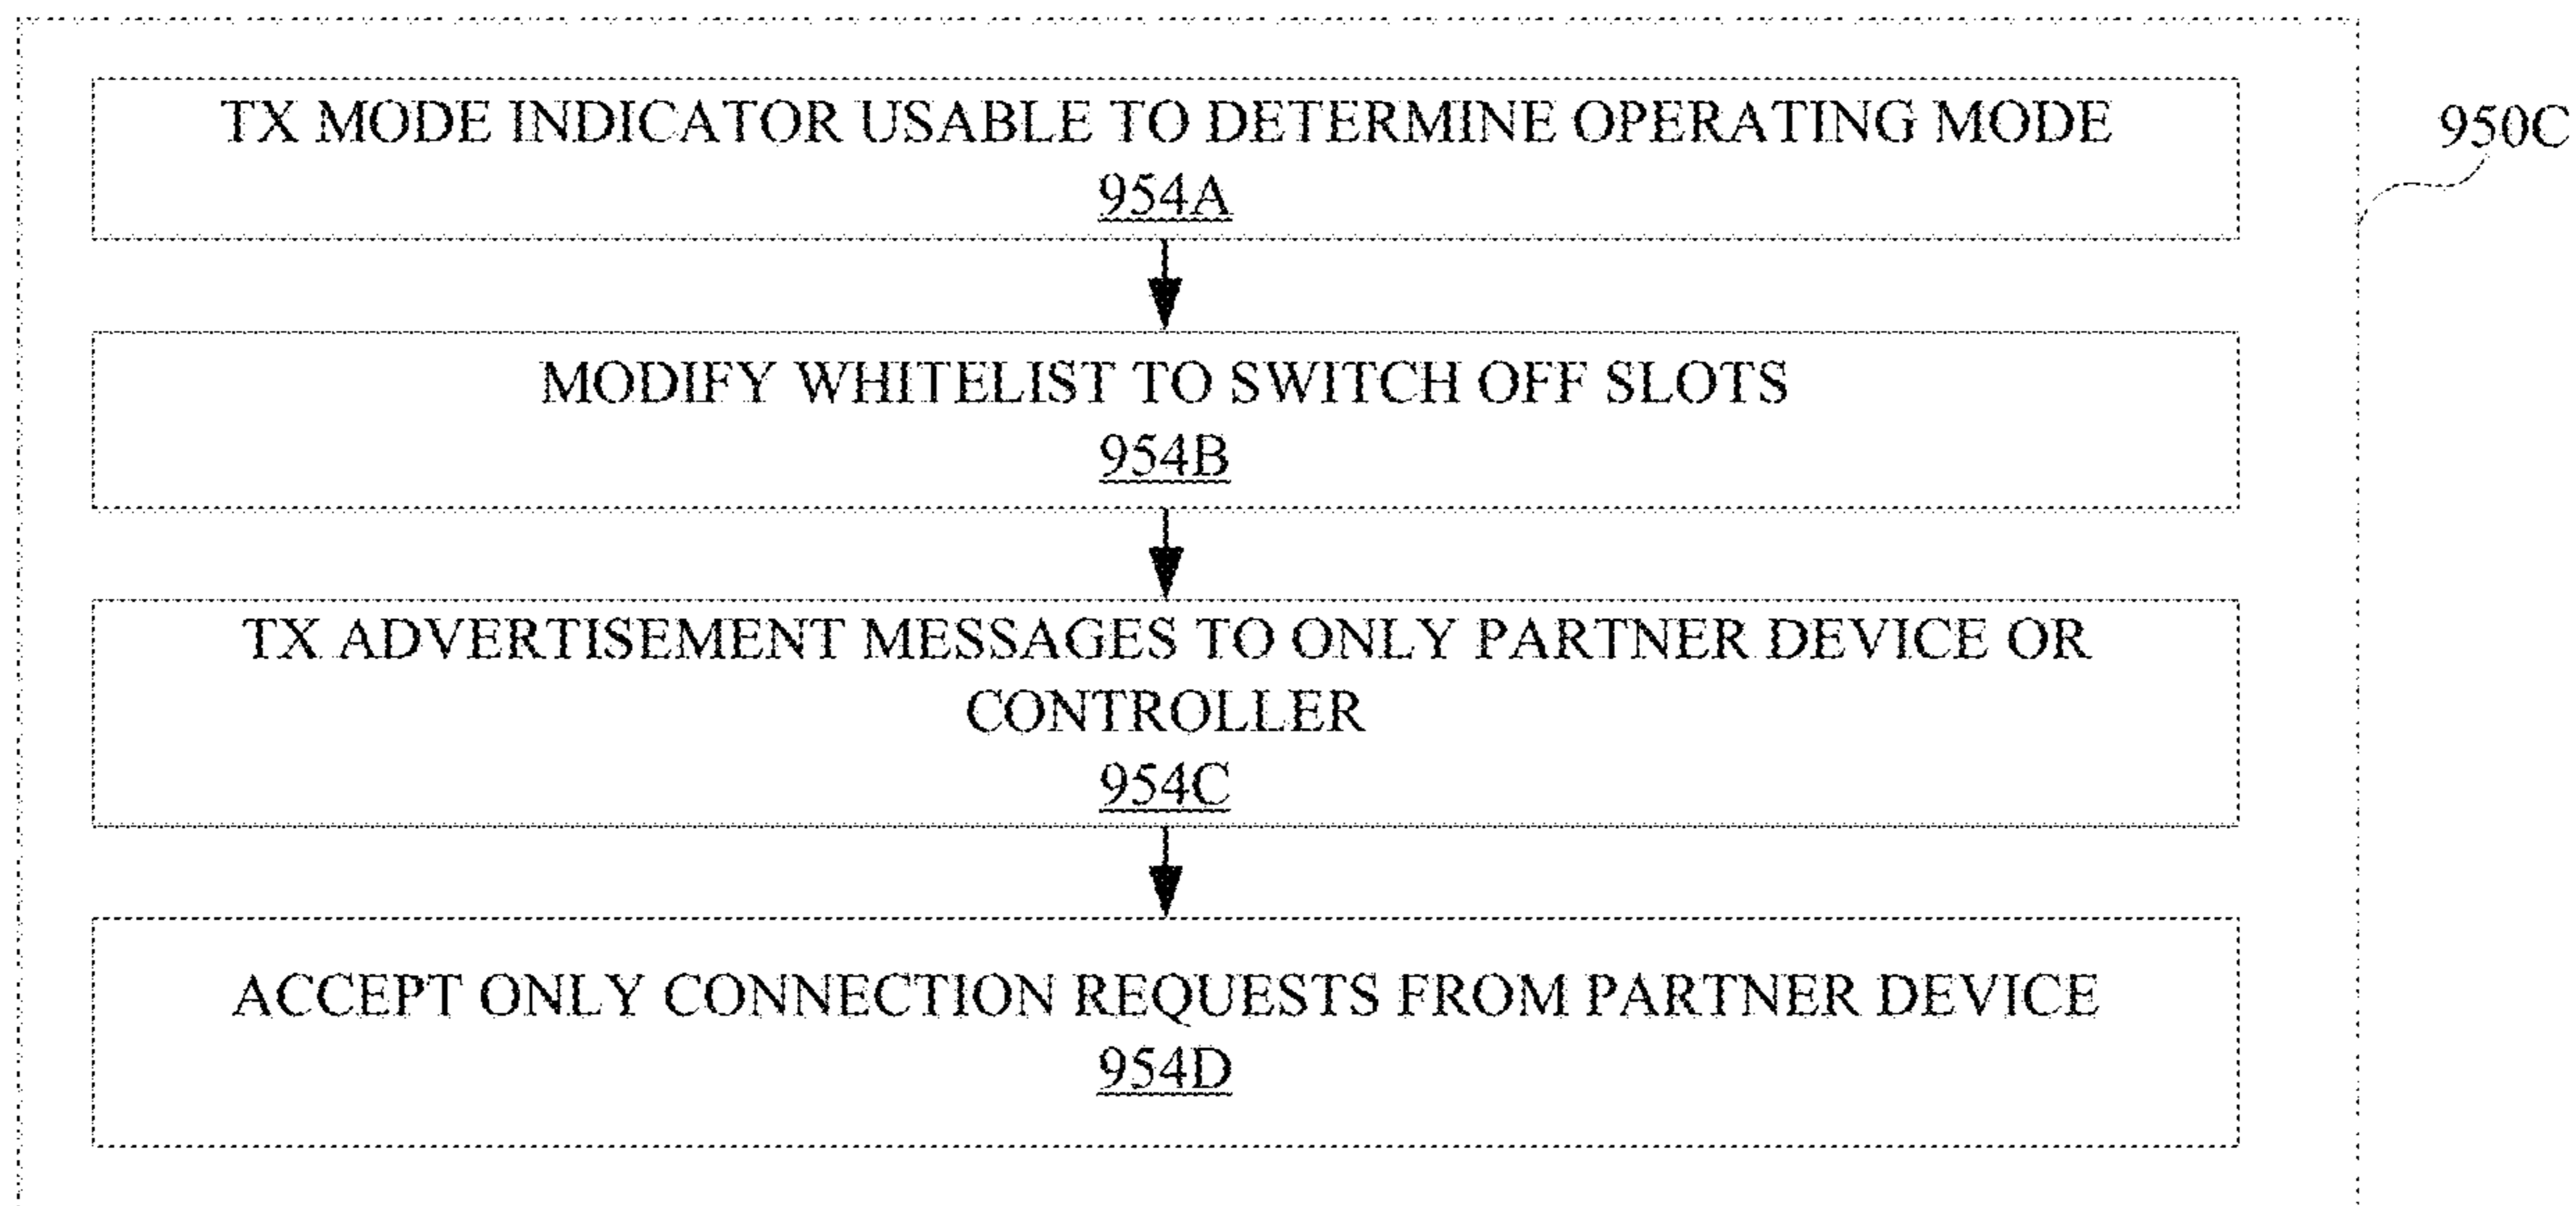 TX MODE INDICATOR USABLE TO DETERMINE OPERATING MODE
954A
950C
MODIFY WHITELIST TO SWITCH OFF SLOTS
954B
TX ADVERTISEMENT MESSAGES TO ONLY PARTNER DEVICE OR
CONTROLLER
954C
ACCEPT ONLY CONNECTION REQUESTS FROM PARTNER DEVICE
954D